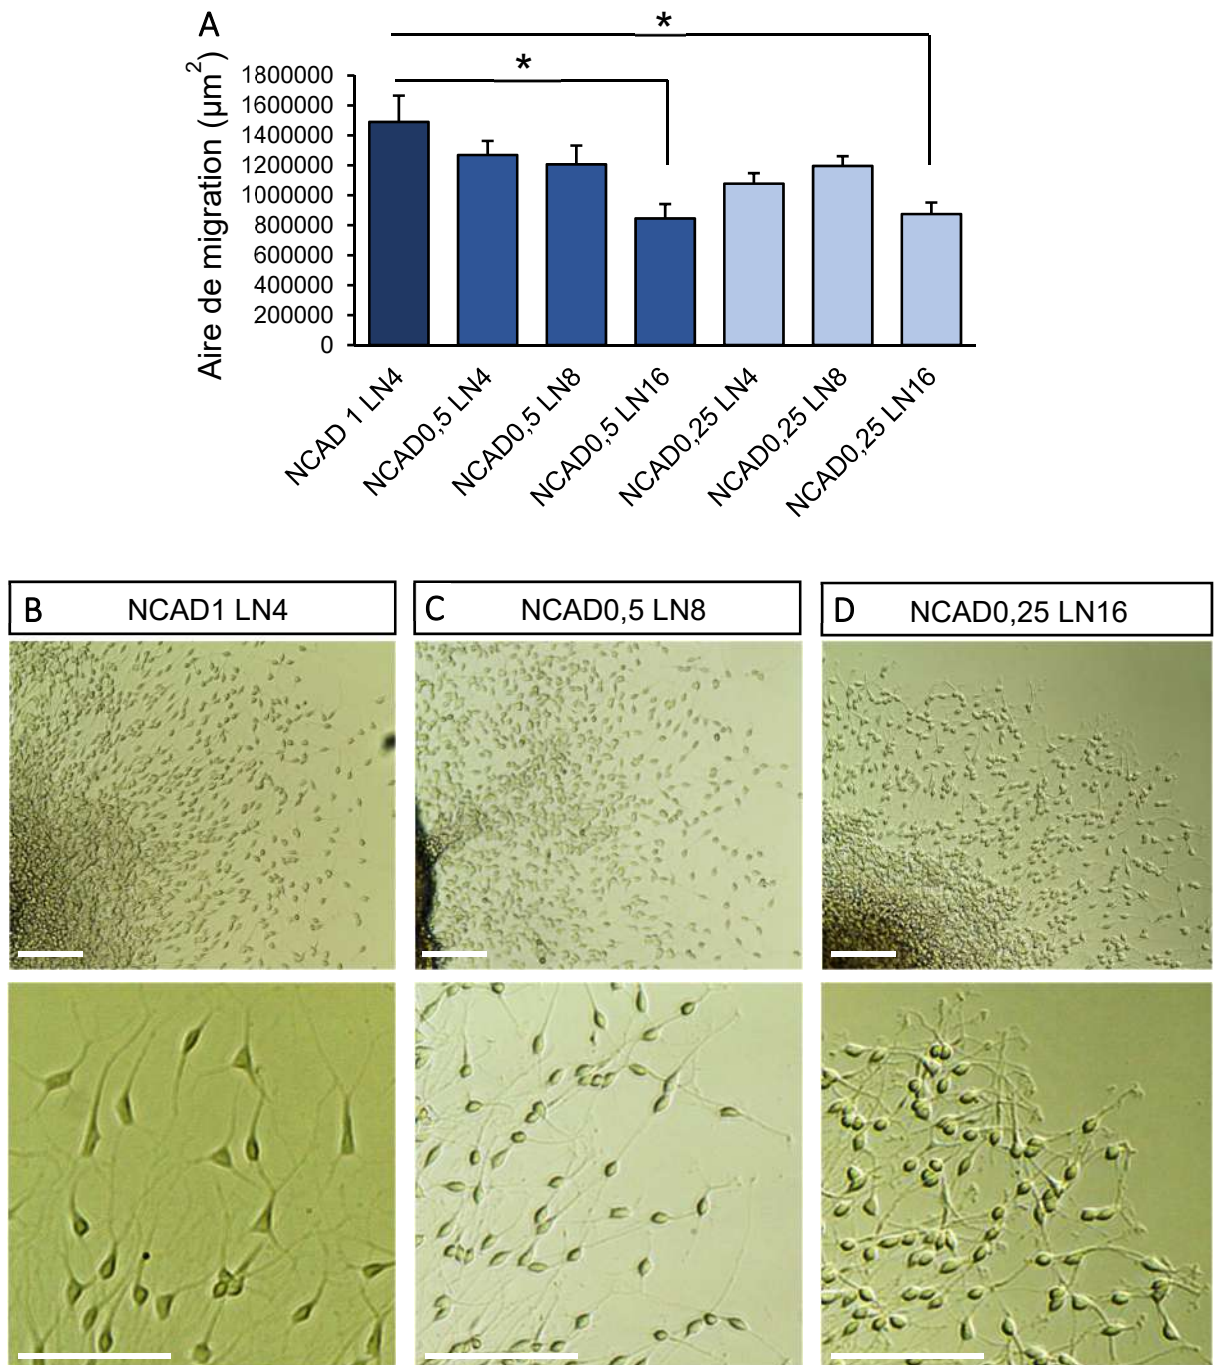 A
*
*
Aire de migration (µm²)
1800000
1600000
1400000
1200000
1000000
800000
600000
400000
200000
0
NCAD 1 LN4
NCAD0,5 LN4
NCAD0,5 LN8
NCAD0,5 LN16
NCAD0,25 LN4
NCAD0,25 LN8
NCAD0,25 LN16
B NCAD1 LN4
C NCAD0,5 LN8
D NCAD0,25 LN16